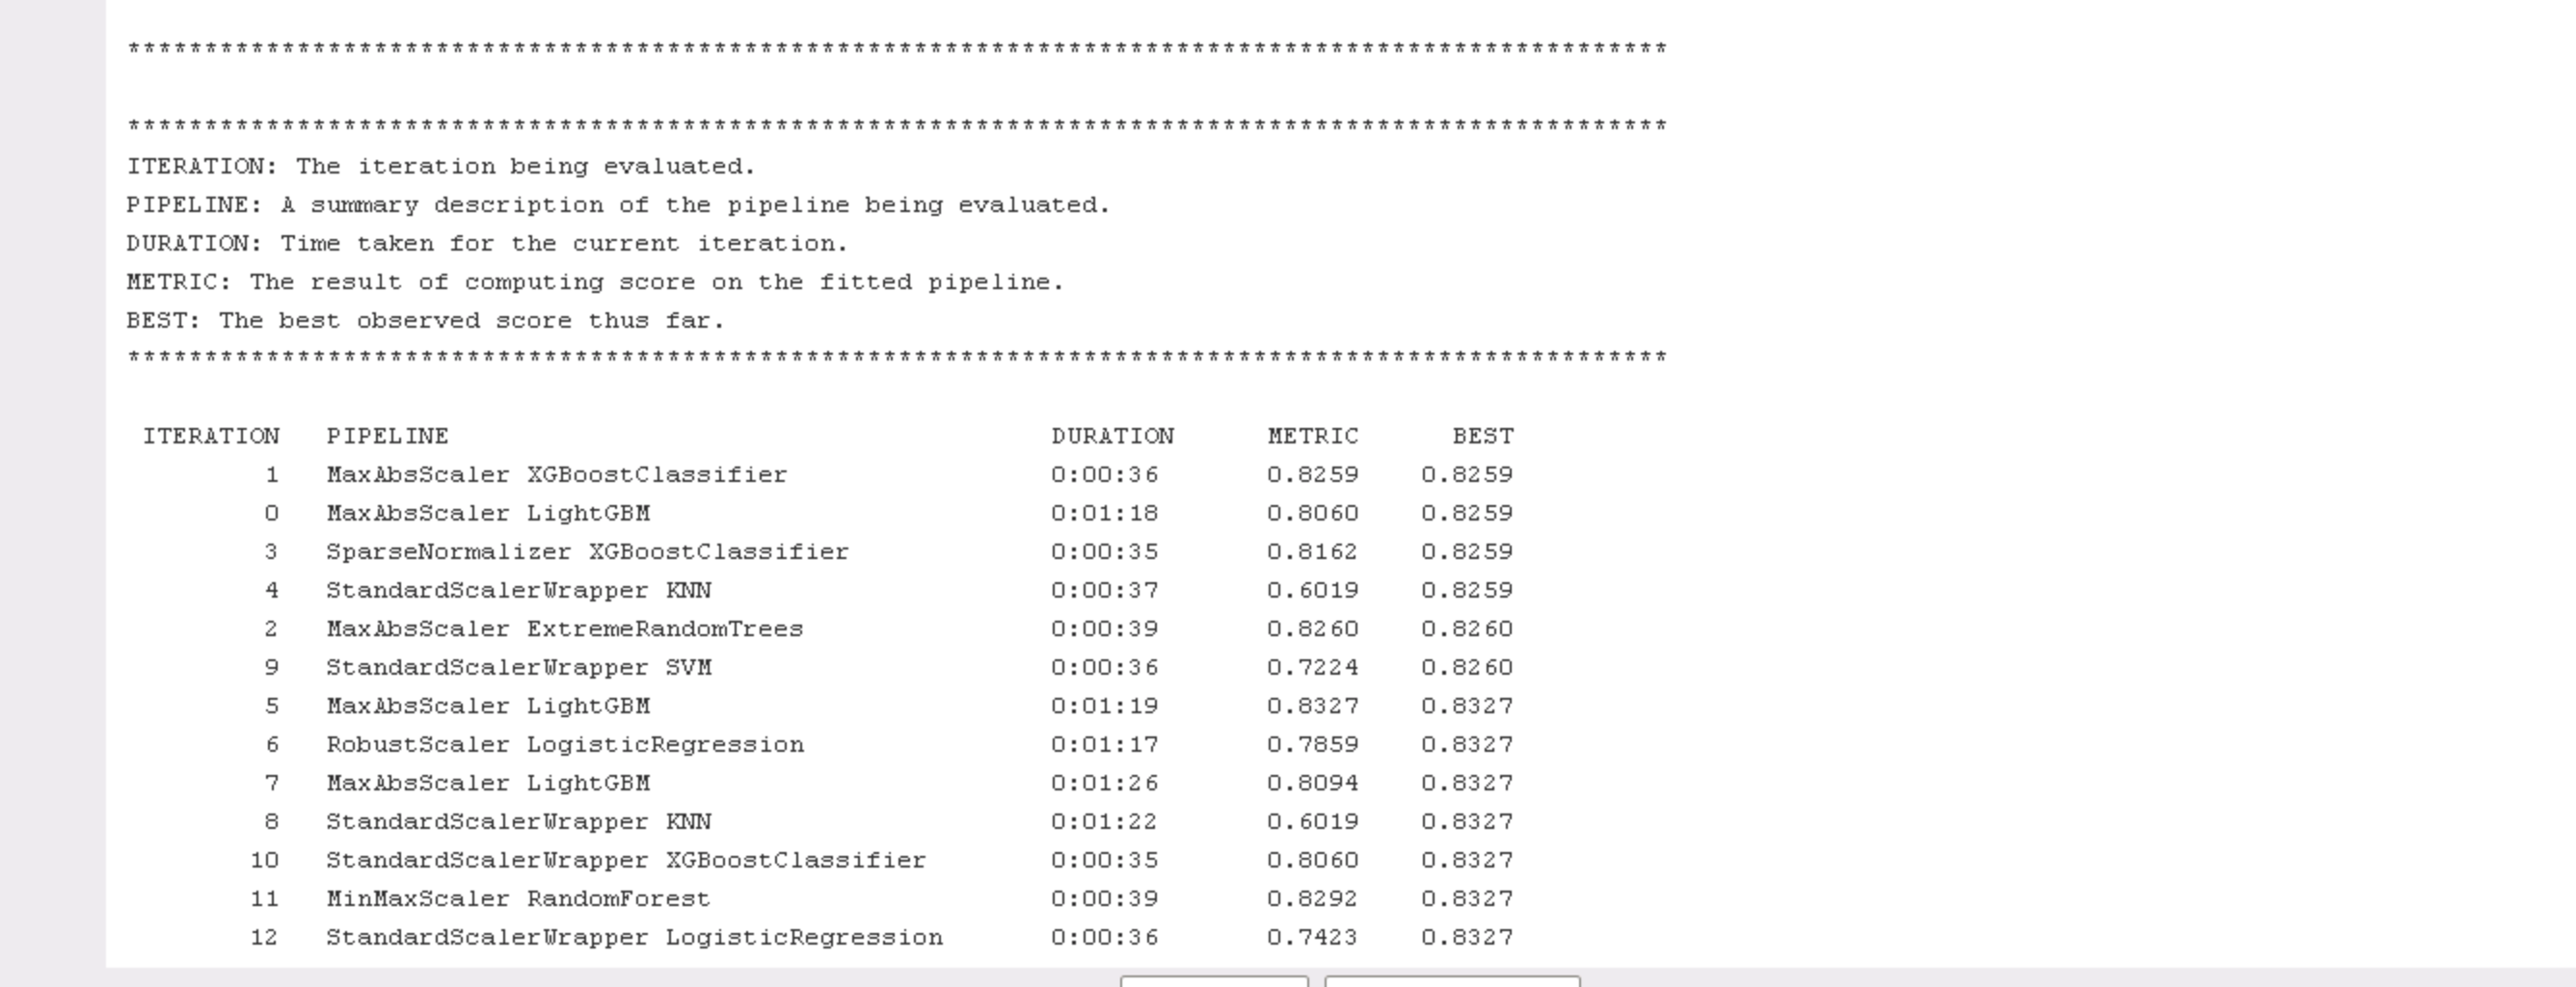 ****************************************************************************************************
****************************************************************************************************
ITERATION: The iteration being evaluated.
PIPELINE: A summary description of the pipeline being evaluated.
DURATION: Time taken for the current iteration.
METRIC: The result of computing score on the fitted pipeline.
BEST: The best observed score thus far.
****************************************************************************************************
ITERATION PIPELINE DURATION METRIC BEST
1 MaxAbsScaler XGBoostClassifier 0:00:36 0.8259 0.8259
0 MaxAbsScaler LightGBM 0:01:18 0.8060 0.8259
3 SparseNormalizer XGBoostClassifier 0:00:35 0.8162 0.8259
4 StandardScalerWrapper KNN 0:00:37 0.6019 0.8259
2 MaxAbsScaler ExtremeRandomTrees 0:00:39 0.8260 0.8260
9 StandardScalerWrapper SVM 0:00:36 0.7224 0.8260
5 MaxAbsScaler LightGBM 0:01:19 0.8327 0.8327
6 RobustScaler LogisticRegression 0:01:17 0.7859 0.8327
7 MaxAbsScaler LightGBM 0:01:26 0.8094 0.8327
8 StandardScalerWrapper KNN 0:01:22 0.6019 0.8327
10 StandardScalerWrapper XGBoostClassifier 0:00:35 0.8060 0.8327
11 MinMaxScaler RandomForest 0:00:39 0.8292 0.8327
12 StandardScalerWrapper LogisticRegression 0:00:36 0.7423 0.8327